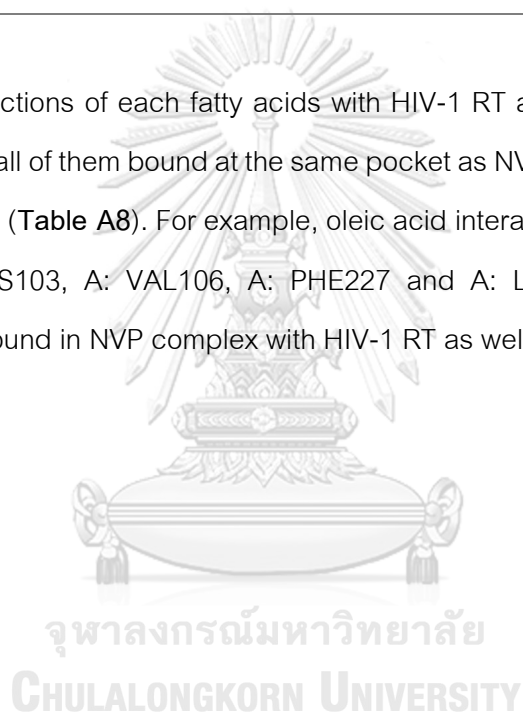 ctions of each fatty acids with HIV-1 RT a
all of them bound at the same pocket as NV
(Table A8). For example, oleic acid intera
S103, A: VAL106, A: PHE227 and A: L
ound in NVP complex with HIV-1 RT as well
จุฬาลงกรณ์มหาวิทยาลัย
CHULALONGKORN UNIVERSITY